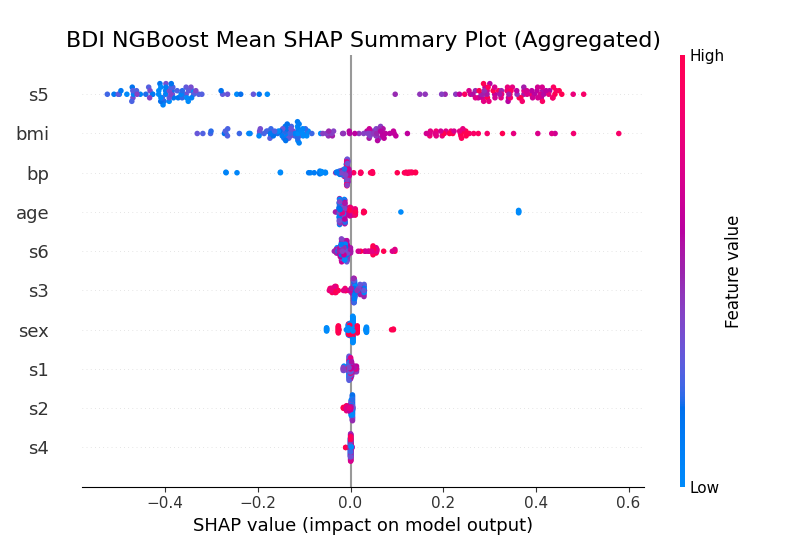 BDI NGBoost Mean SHAP Summary Plot (Aggregated)
High
s5
bmi
bp
age
s6
s3
sex
s1
s2
s4
Feature value
Low
−0.4 −0.2 0.0 0.2 0.4 0.6
SHAP value (impact on model output)